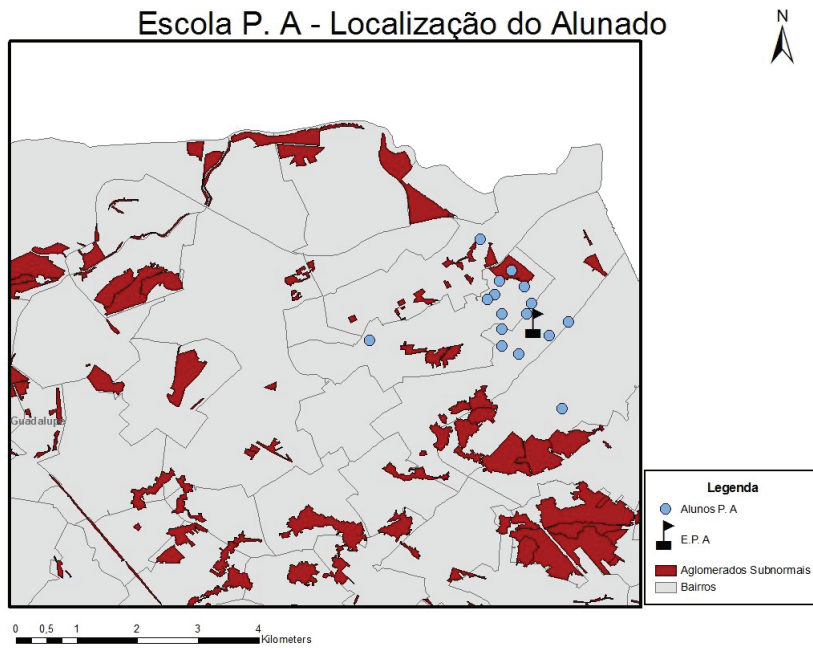 Escola P. A - Localização do Alunado
N
Guadalupe
Legenda
Alunos P. A
E.P. A
Aglomerados Subnormais
Bairros
0 0,5 1 2 3 4
Kilometers